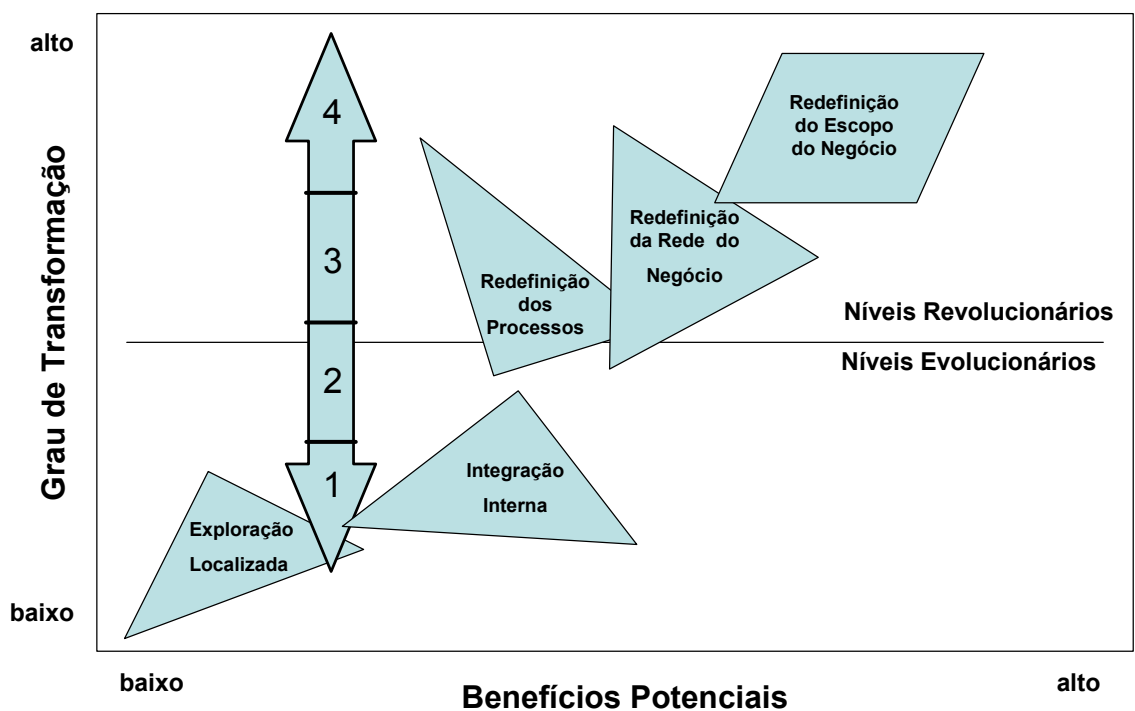 alto
Grau de Transformação
baixo
4
3
2
1
Redefinição
do Escopo
do Negócio
Redefinição
da Rede do
Negócio
Redefinição
dos
Processos
Níveis Revolucionários
Níveis Evolucionários
Integração
Interna
Exploração
Localizada
baixo
Benefícios Potenciais
alto